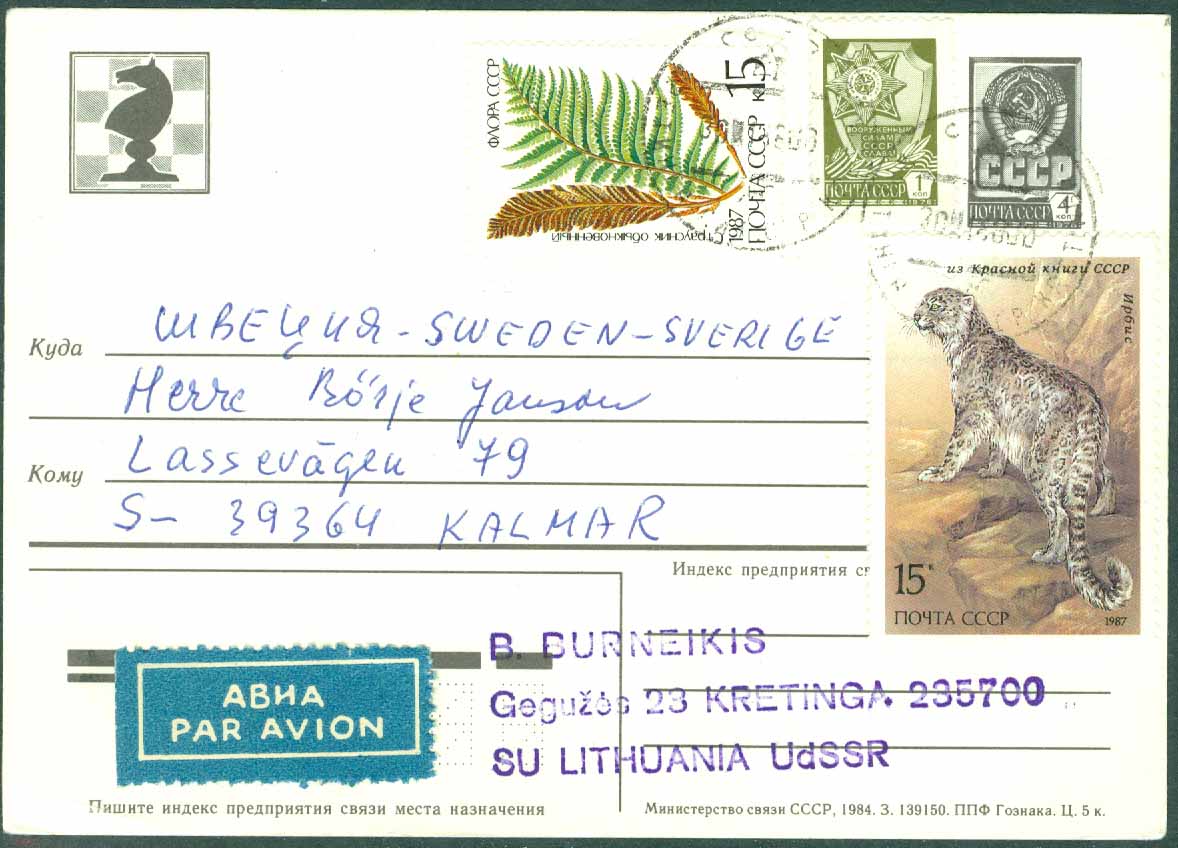 ФЛОРА СССР
15 к
ПОЧТА СССР
1987
Страусник обыкновенный
ВООРУЖЕННЫМ
СИЛАМ
СССР
СЛАВА!
ПОЧТА СССР
1 коп
1976
СССР
ПОЧТА СССР
4 коп
1976
из Красной книги СССР
Ирбис
15к
ПОЧТА СССР
1987
Куда ШВЕЦИЯ - SWEDEN - SVERIGE
Herre Börje Janson
Кому Lassevägen 79
S- 39364 KALMAR
Индекс предприятия св
B. BURNEIKIS
Gegužės 23 KRETINGA 235700
SU LITHUANIA UdSSR
АВИА
PAR AVION
Пишите индекс предприятия связи места назначения
Министерство связи СССР, 1984. З. 139150. ППФ Гознака. Ц. 5 к.